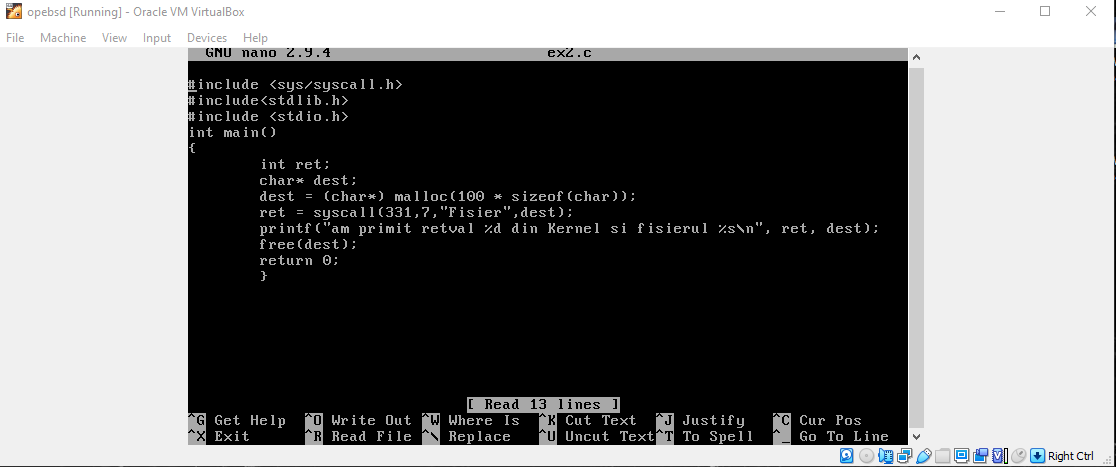 opebsd [Running] - Oracle VM VirtualBox
File Machine View Input Devices Help
GNU nano 2.9.4 ex2.c
#include <sys/syscall.h>
#include<stdlib.h>
#include <stdio.h>
int main()
{
int ret;
char* dest;
dest = (char*) malloc(100 * sizeof(char));
ret = syscall(331,7,"Fisier",dest);
printf("am primit retval %d din Kernel si fisierul %s\n", ret, dest);
free(dest);
return 0;
}
[ Read 13 lines ]
^G Get Help ^O Write Out ^W Where Is ^K Cut Text ^J Justify ^C Cur Pos
^X Exit ^R Read File ^\ Replace ^U Uncut Text ^T To Spell ^_ Go To Line
Right Ctrl